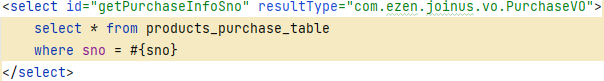 <select id="getPurchaseInfoSno" resultType="com.ezen.joinus.vo.PurchaseVO">
select * from products_purchase_table
where sno = #{sno}
</select>